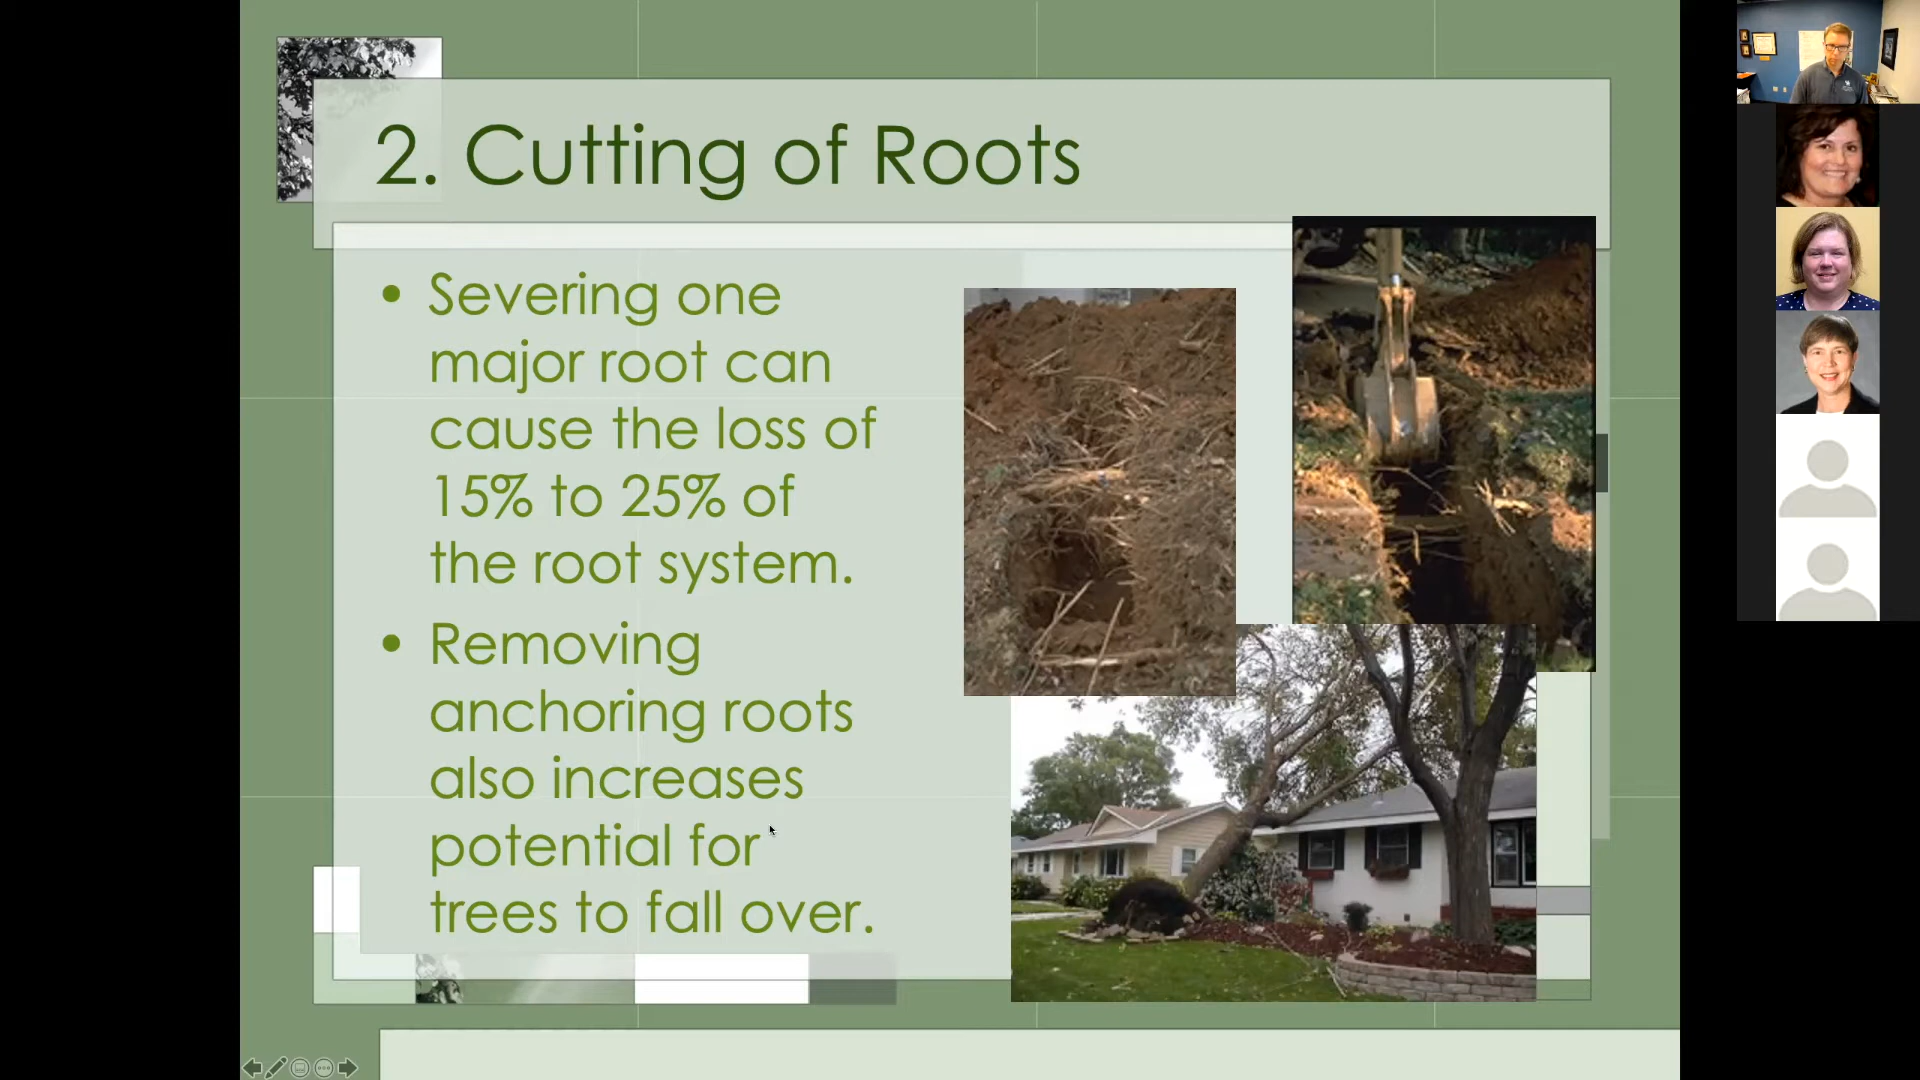 2. Cutting of Roots
• Severing one
major root can
cause the loss of
15% to 25% of
the root system.
• Removing
anchoring roots
also increases
potential for
trees to fall over.